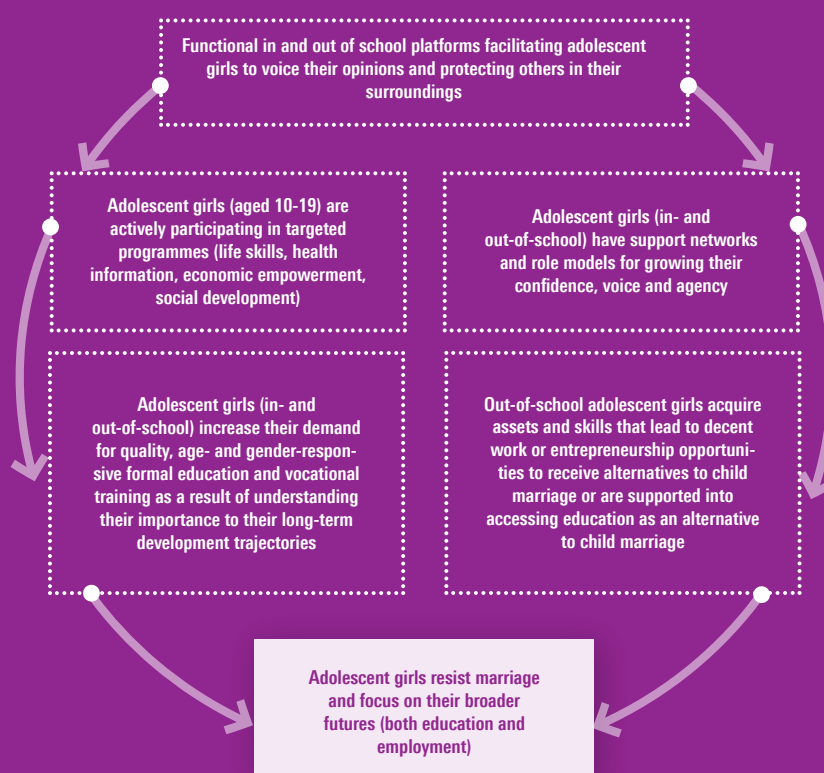 Functional in and out of school platforms facilitating adolescent
girls to voice their opinions and protecting others in their
surroundings
Adolescent girls (aged 10-19) are
actively participating in targeted
programmes (life skills, health
information, economic empowerment,
social development)
Adolescent girls (in- and
out-of-school) have support networks
and role models for growing their
confidence, voice and agency
Adolescent girls (in- and
out-of-school) increase their demand
for quality, age- and gender-respon-
sive formal education and vocational
training as a result of understanding
their importance to their long-term
development trajectories
Out-of-school adolescent girls acquire
assets and skills that lead to decent
work or entrepreneurship opportuni-
ties to receive alternatives to child
marriage or are supported into
accessing education as an alternative
to child marriage
Adolescent girls resist marriage
and focus on their broader
futures (both education and
employment)